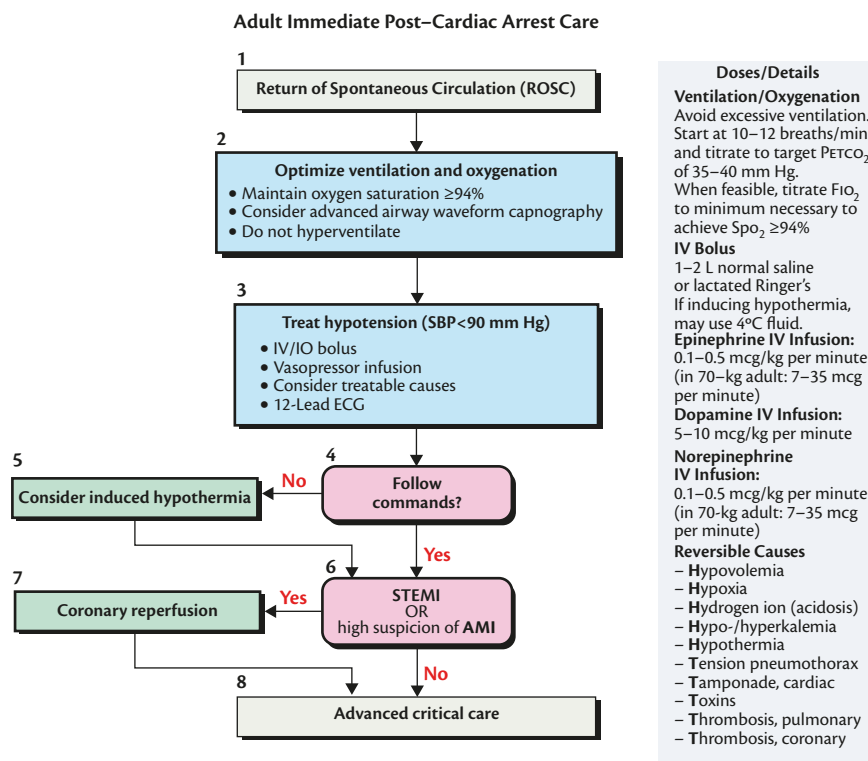 Adult Immediate Post–Cardiac Arrest Care
1
Return of Spontaneous Circulation (ROSC)
2
Optimize ventilation and oxygenation
• Maintain oxygen saturation ≥94%
• Consider advanced airway waveform capnography
• Do not hyperventilate
3
Treat hypotension (SBP<90 mm Hg)
• IV/IO bolus
• Vasopressor infusion
• Consider treatable causes
• 12-Lead ECG
4
Follow
commands?
No
5
Consider induced hypothermia
Yes
6
STEMI
OR
high suspicion of AMI
Yes
7
Coronary reperfusion
No
8
Advanced critical care
Doses/Details
Ventilation/Oxygenation
Avoid excessive ventilation.
Start at 10–12 breaths/min
and titrate to target PETCO₂
of 35–40 mm Hg.
When feasible, titrate FIO₂
to minimum necessary to
achieve Spo₂ ≥94%
IV Bolus
1–2 L normal saline
or lactated Ringer's
If inducing hypothermia,
may use 4ºC fluid.
Epinephrine IV Infusion:
0.1–0.5 mcg/kg per minute
(in 70–kg adult: 7–35 mcg
per minute)
Dopamine IV Infusion:
5–10 mcg/kg per minute
Norepinephrine
IV Infusion:
0.1–0.5 mcg/kg per minute
(in 70-kg adult: 7–35 mcg
per minute)
Reversible Causes
– Hypovolemia
– Hypoxia
– Hydrogen ion (acidosis)
– Hypo-/hyperkalemia
– Hypothermia
– Tension pneumothorax
– Tamponade, cardiac
– Toxins
– Thrombosis, pulmonary
– Thrombosis, coronary